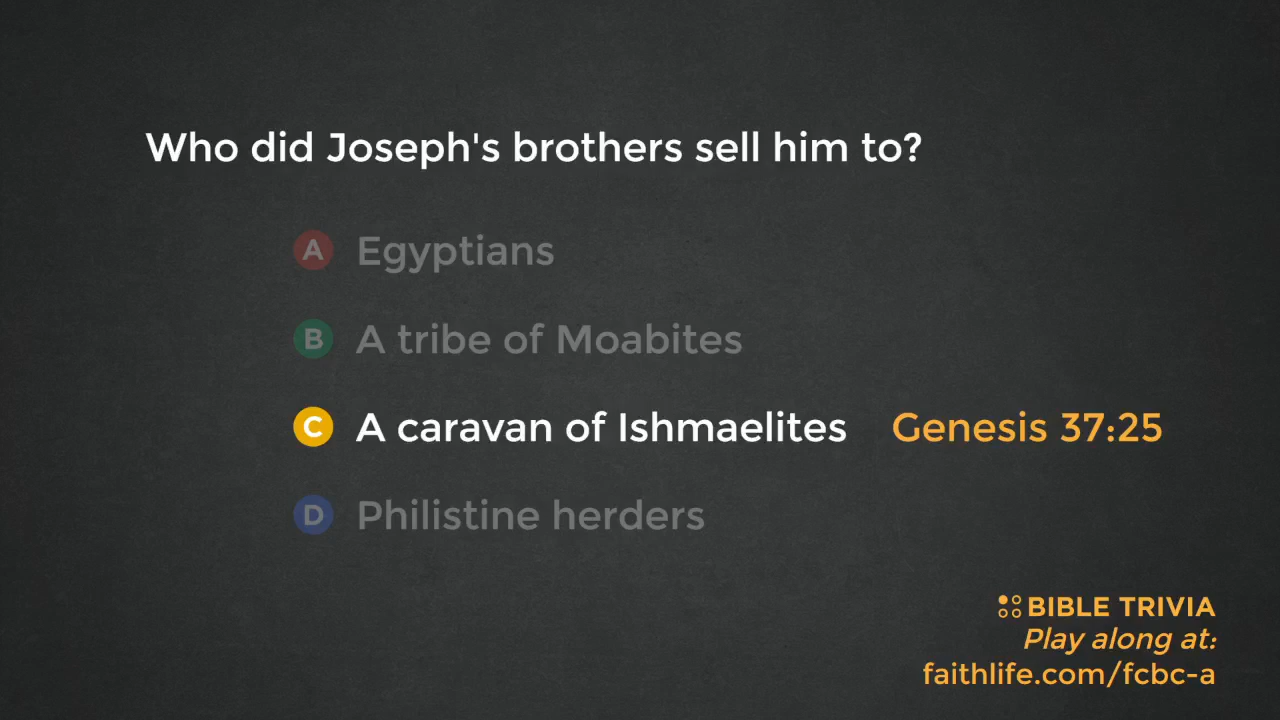 Who did Joseph's brothers sell him to?
A Egyptians
B A tribe of Moabites
C A caravan of Ishmaelites Genesis 37:25
D Philistine herders
BIBLE TRIVIA
Play along at:
faithlife.com/fcbc-a